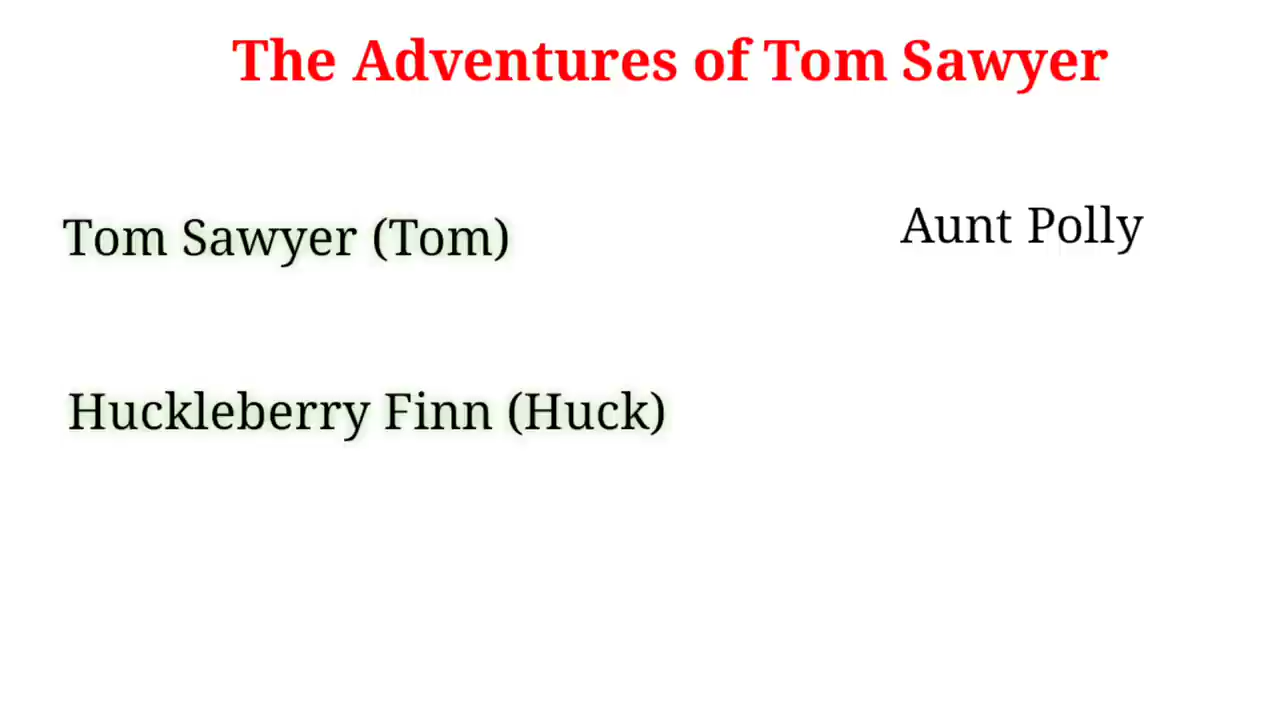 The Adventures of Tom Sawyer
Tom Sawyer (Tom)
Aunt Polly
Huckleberry Finn (Huck)